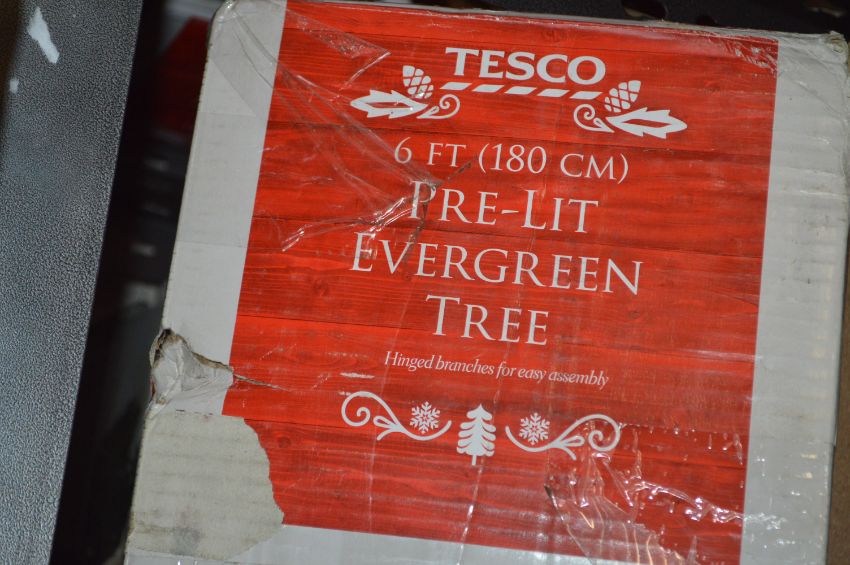 TESCO
6 FT (180 CM)
PRE-LIT
EVERGREEN
TREE
Hinged branches for easy assembly